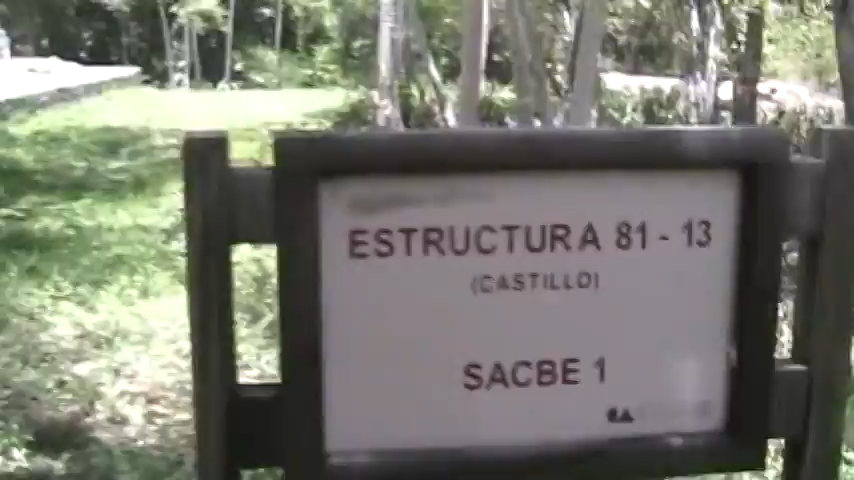 ESTRUCTURA 81 - 13
(CASTILLO)
SACBE 1